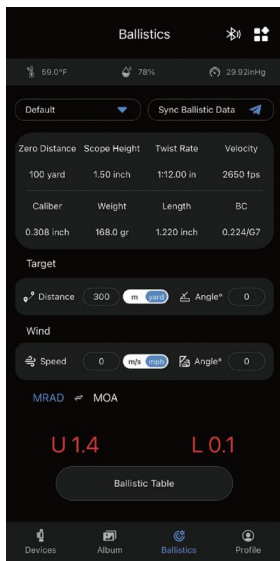 Ballistics
59.0°F 78% 29.92inHg
Default Sync Ballistic Data
Zero Distance Scope Height Twist Rate Velocity
100 yard 1.50 inch 1:12.00 in 2650 fps
Caliber Weight Length BC
0.308 inch 168.0 gr 1.220 inch 0.224/G7
Target
Distance 300 m yard Angle° 0
Wind
Speed 0 m/s mph Angle° 0
MRAD ⇌ MOA
U 1.4 L 0.1
Ballistic Table
Devices Album Ballistics Profile